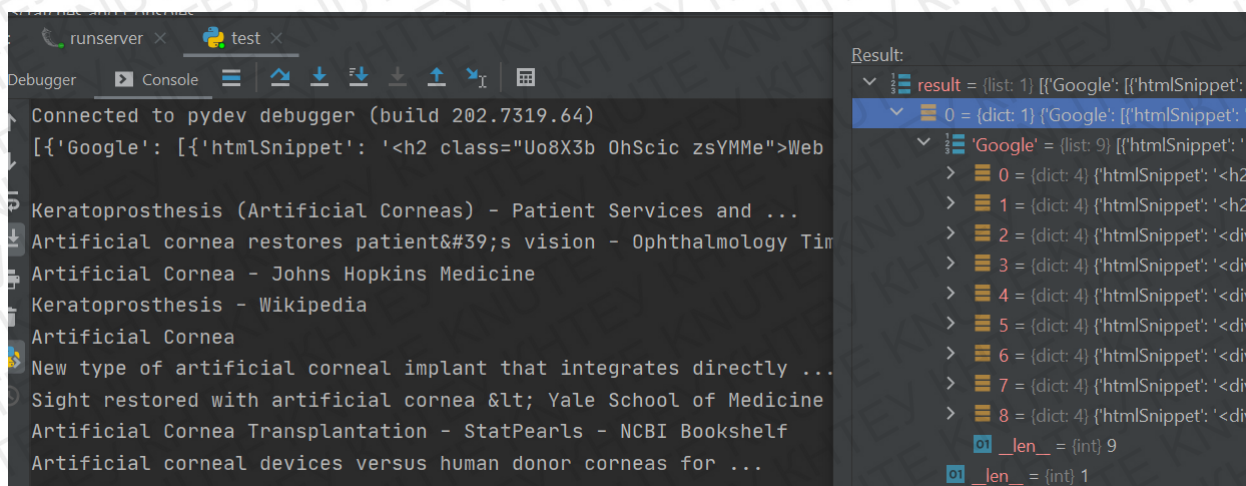 runserver
test
Result:
Debugger
Console
result = {list: 1} [{'Google': [{'htmlSnippet':
Connected to pydev debugger (build 202.7319.64)
0 = {dict: 1} {'Google': [{'htmlSnippet':
[{'Google': [{'htmlSnippet': '<h2 class="Uo8X3b OhScic zsYMMe">Web
'Google' = {list: 9} [{'htmlSnippet': '
0 = {dict: 4} {'htmlSnippet': '<h2
Keratoprosthesis (Artificial Corneas) - Patient Services and ...
1 = {dict: 4} {'htmlSnippet': '<h2
Artificial cornea restores patient&#39;s vision - Ophthalmology Tim
2 = {dict: 4} {'htmlSnippet': '<div
Artificial Cornea - Johns Hopkins Medicine
3 = {dict: 4} {'htmlSnippet': '<div
Keratoprosthesis - Wikipedia
4 = {dict: 4} {'htmlSnippet': '<div
Artificial Cornea
5 = {dict: 4} {'htmlSnippet': '<div
New type of artificial corneal implant that integrates directly ...
6 = {dict: 4} {'htmlSnippet': '<div
Sight restored with artificial cornea &lt; Yale School of Medicine
7 = {dict: 4} {'htmlSnippet': '<div
8 = {dict: 4} {'htmlSnippet': '<div
Artificial Cornea Transplantation - StatPearls - NCBI Bookshelf
01 __len__ = {int} 9
Artificial corneal devices versus human donor corneas for ...
01 __len__ = {int} 1